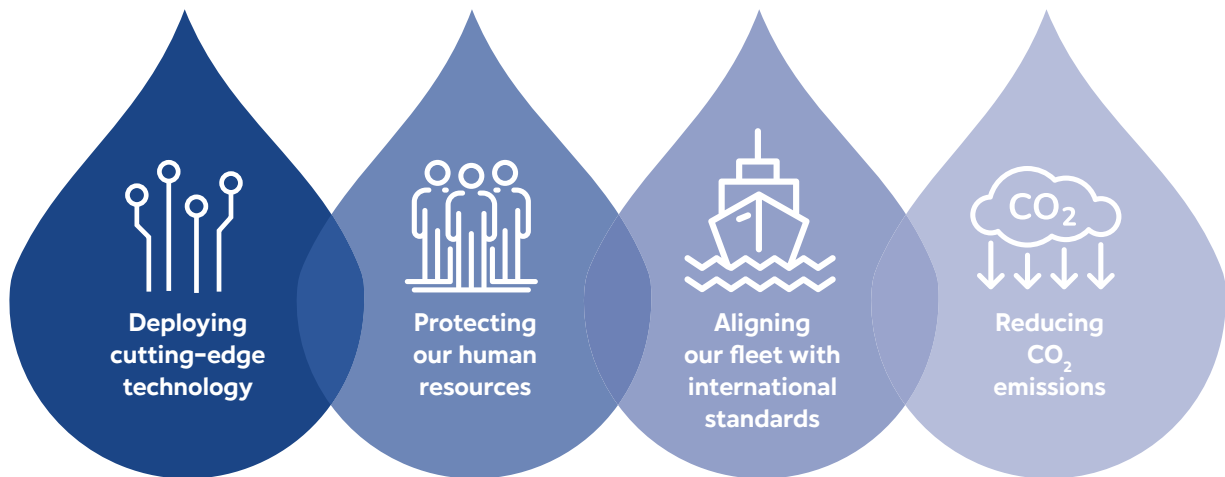 Deploying
cutting-edge
technology
Protecting
our human
resources
Aligning
our fleet with
international
standards
CO₂
Reducing
CO₂
emissions